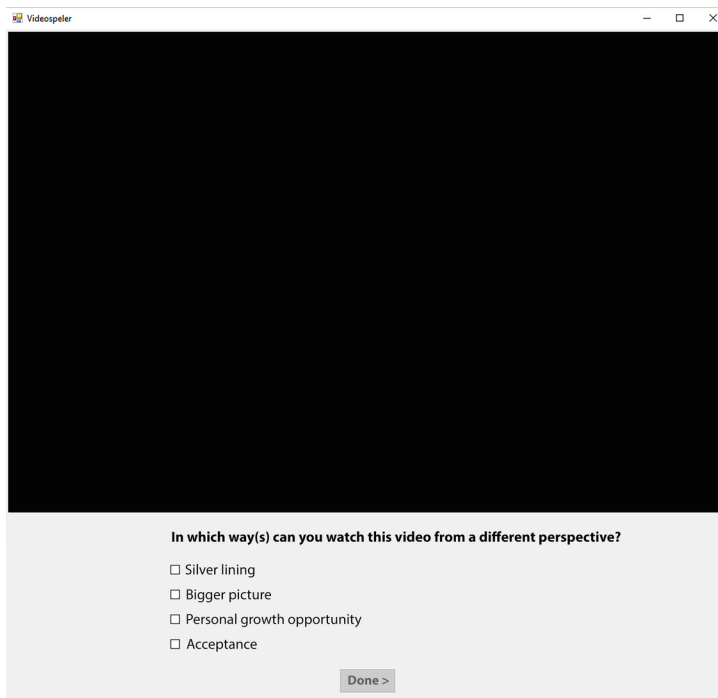 Videospeler
In which way(s) can you watch this video from a different perspective?
Silver lining
Bigger picture
Personal growth opportunity
Acceptance
Done >